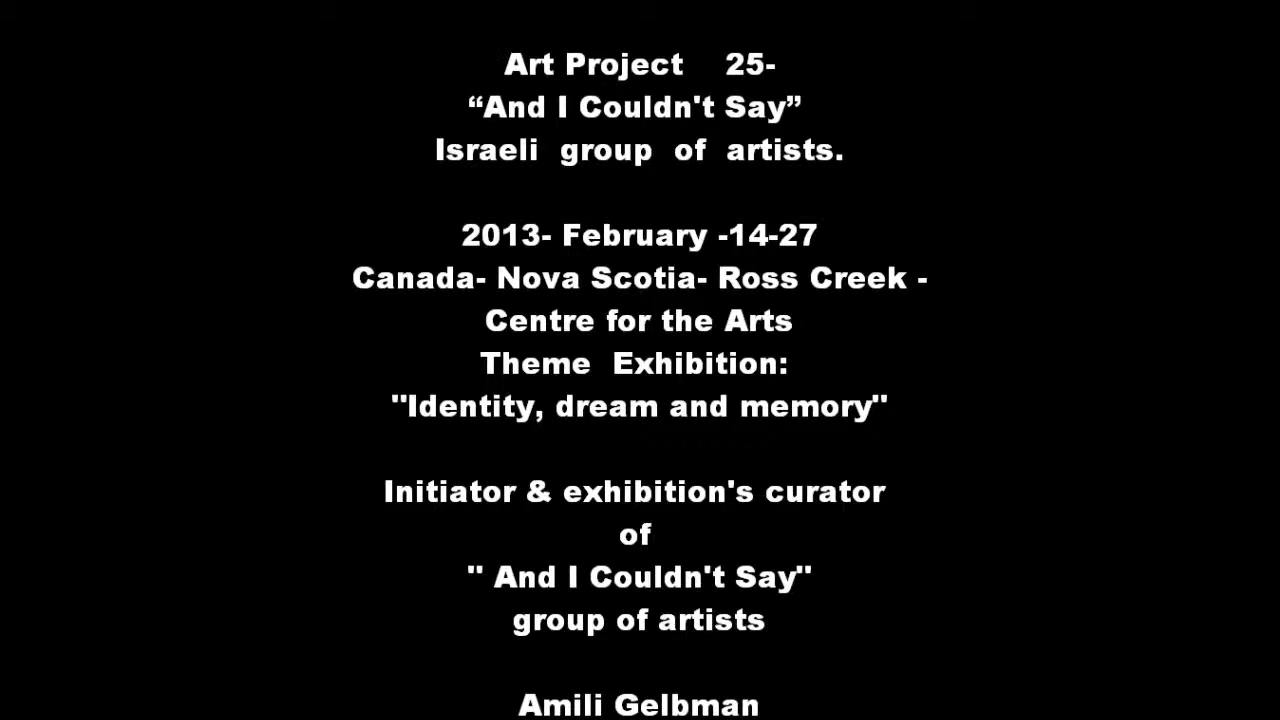 Art Project 25-
“And I Couldn't Say”
Israeli group of artists.
2013- February -14-27
Canada- Nova Scotia- Ross Creek -
Centre for the Arts
Theme Exhibition:
"Identity, dream and memory"
Initiator & exhibition's curator
of
" And I Couldn't Say"
group of artists
Amili Gelbman